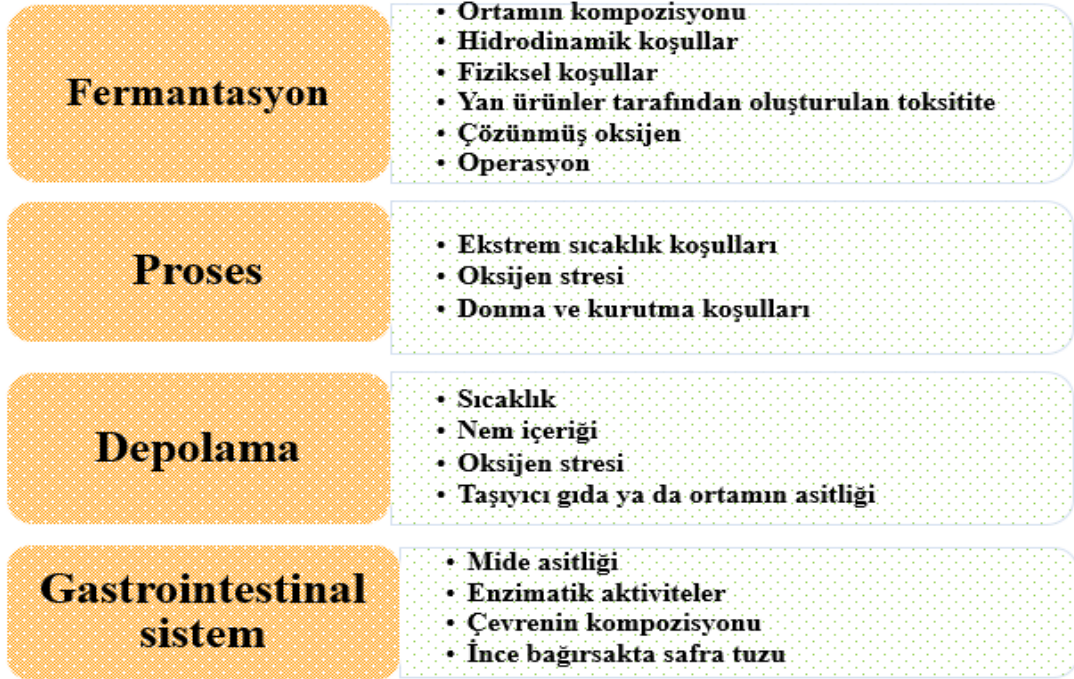 Fermantasyon
• Ortamın kompozisyonu
• Hidrodinamik koşullar
• Fiziksel koşullar
• Yan ürünler tarafından oluşturulan toksitite
• Çözünmüş oksijen
• Operasyon
Proses
• Ekstrem sıcaklık koşulları
• Oksijen stresi
• Donma ve kurutma koşulları
Depolama
• Sıcaklık
• Nem içeriği
• Oksijen stresi
• Taşıyıcı gıda ya da ortamın asitliği
Gastrointestinal
sistem
• Mide asitliği
• Enzimatik aktiviteler
• Çevrenin kompozisyonu
• İnce bağırsakta safra tuzu